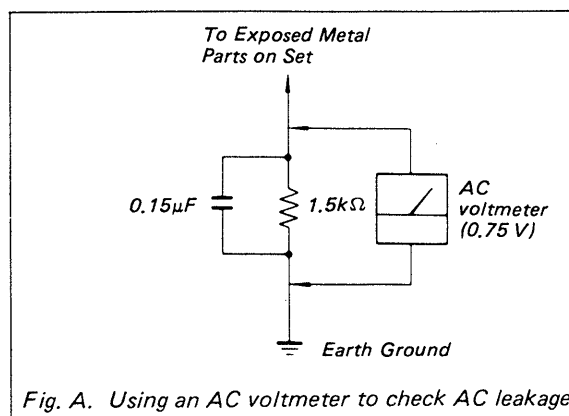 To Exposed Metal
Parts on Set
0.15µF
1.5kΩ
AC
voltmeter
(0.75 V)
Earth Ground
Fig. A. Using an AC voltmeter to check AC leakage